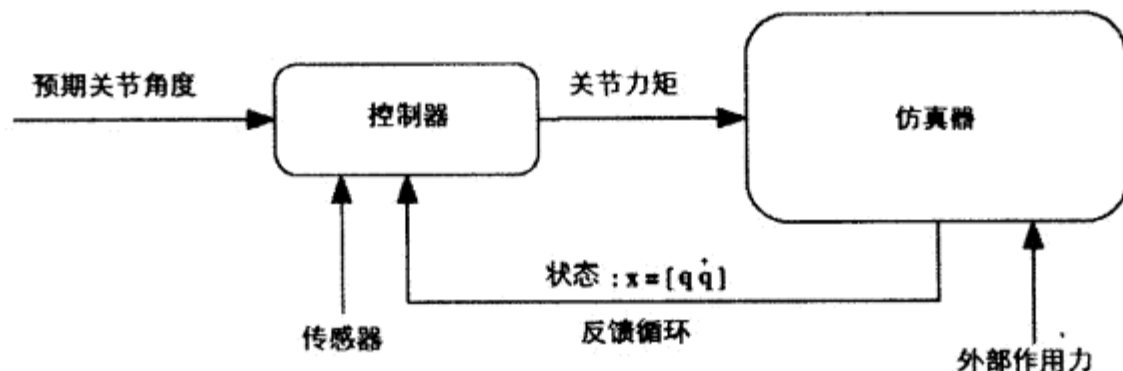 预期关节角度
控制器
关节力矩
仿真器
状态:x=[q q̇]
反馈循环
传感器
外部作用力